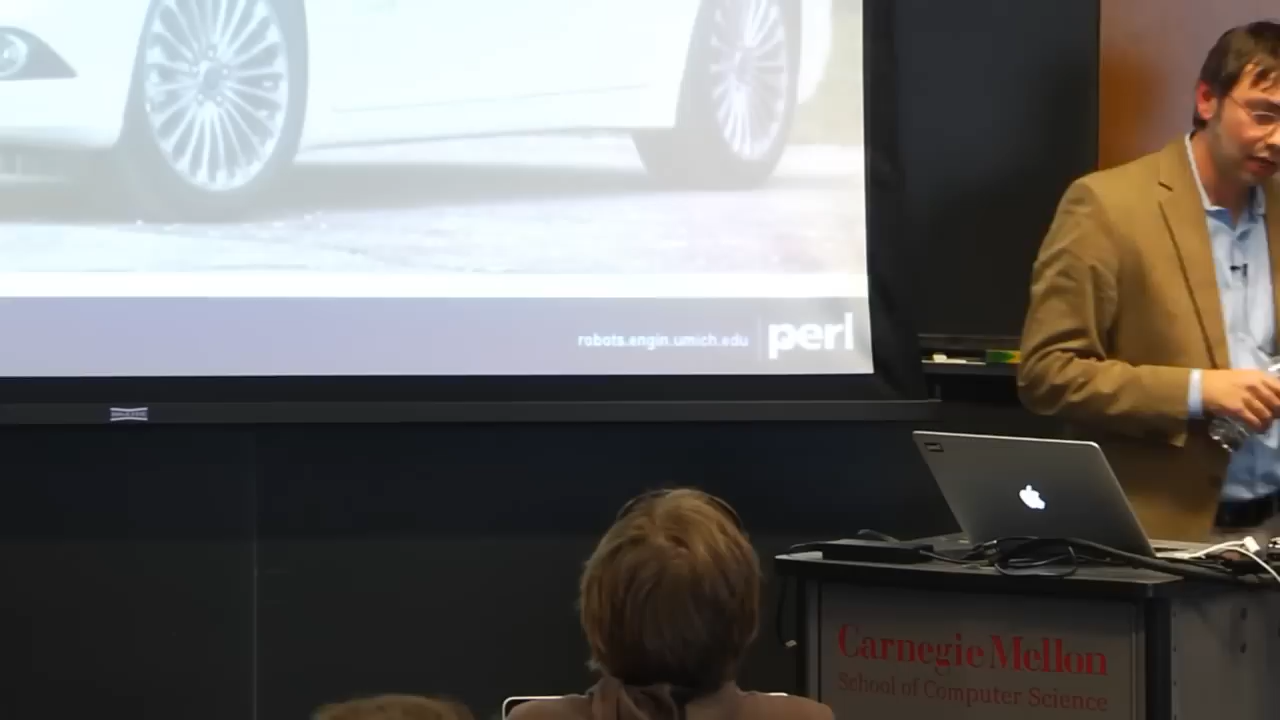 robots.engin.umich.edu
perl
Carnegie Mellon
School of Computer Science